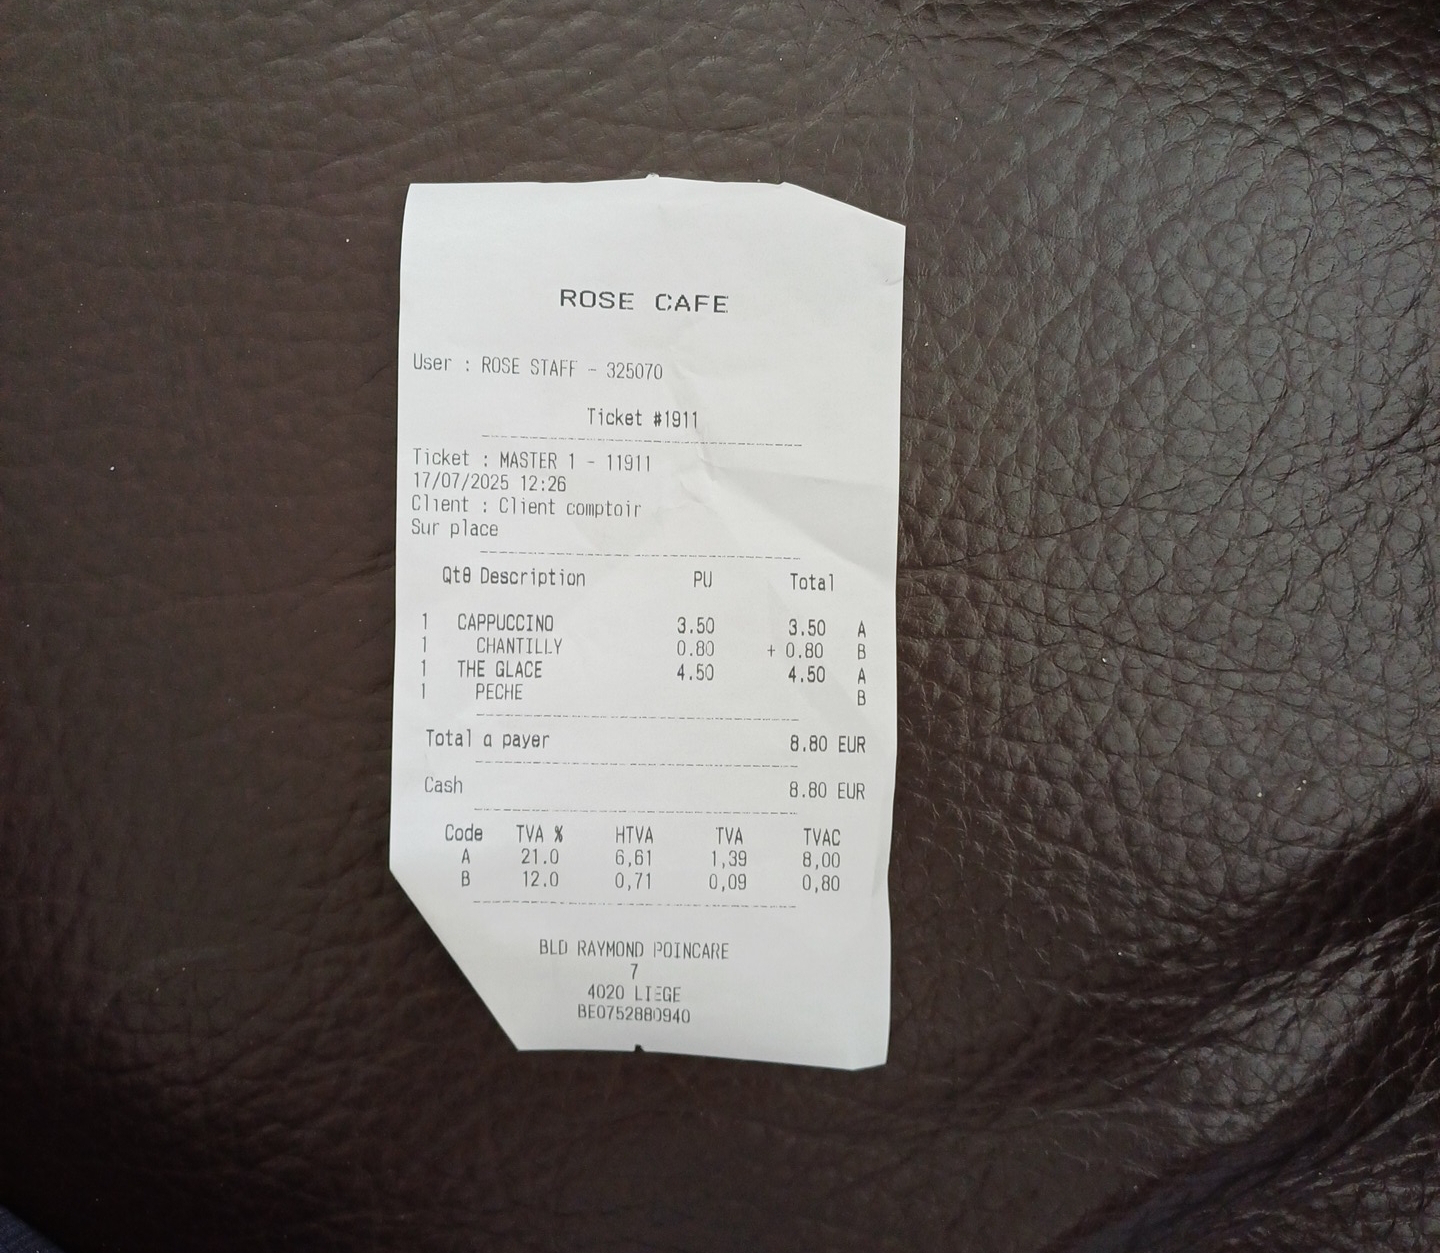 ROSE CAFE
User : ROSE STAFF - 325070
Ticket #1911
Ticket : MASTER 1 - 11911
17/07/2025 12:26
Client : Client comptoir
Sur place
Qtθ Description PU Total
1 CAPPUCCINO 3.50 3.50 A
1 CHANTILLY 0.80 + 0.80 B
1 THE GLACE 4.50 4.50 A
1 PECHE B
Total a payer 8.80 EUR
Cash 8.80 EUR
Code TVA % HTVA TVA TVAC
A 21.0 6,61 1,39 8,00
B 12.0 0,71 0,09 0,80
BLD RAYMOND POINCARE
7
4020 LIEGE
BE0752880940